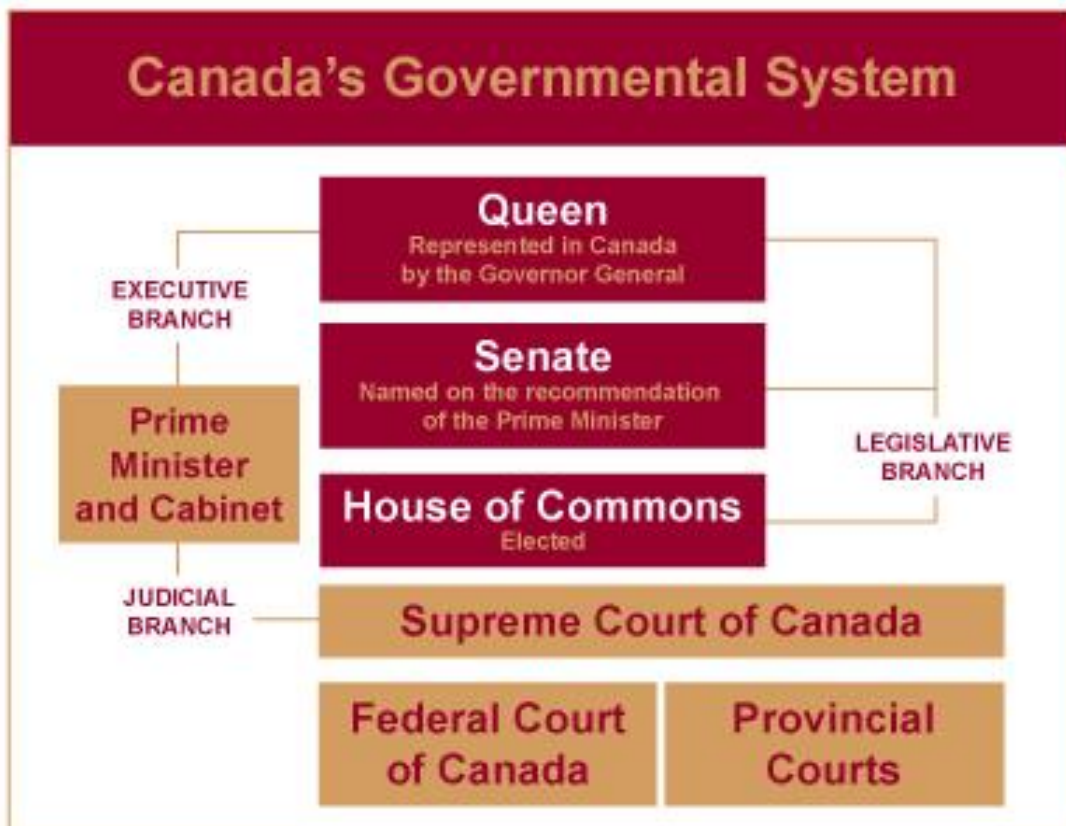 Canada's Governmental System
Queen
Represented in Canada
by the Governor General
EXECUTIVE
BRANCH
Senate
Named on the recommendation
of the Prime Minister
Prime
Minister
and Cabinet
LEGISLATIVE
BRANCH
House of Commons
Elected
JUDICIAL
BRANCH
Supreme Court of Canada
Federal Court
of Canada
Provincial
Courts